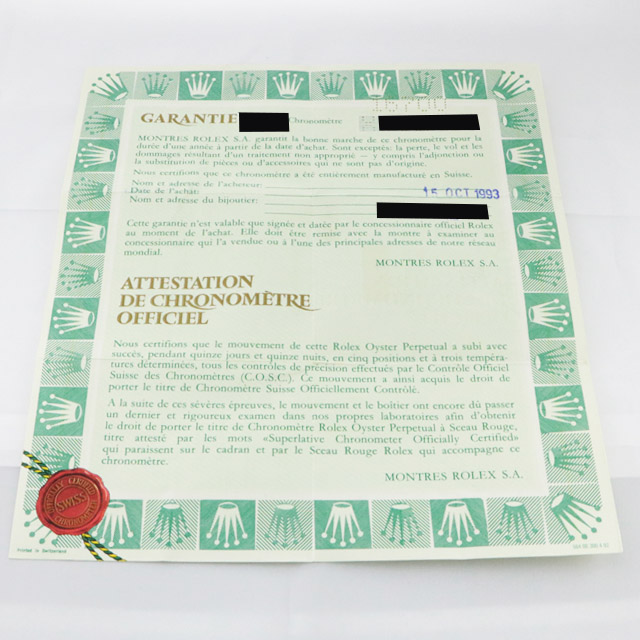 16700
GARANTIE
hronomètre
MONTRES ROLEX S.A. garantit la bonne marche de ce chronomètre pour la
durée d'une année à partir de la date d'achat. Sont exceptés: la perte, le vol et les
dommages résultant d'un traitement non approprié – y compris l'adjonction ou
la substitution de pièces ou d'accessoires qui ne sont pas d'origine.
Nous certifions que ce chronomètre a été entièrement manufacturé en Suisse.
Nom et adresse de l'acheteur:
Date de l'achat: 15 OCT 1993
Nom et adresse du bijoutier:
Cette garantie n'est valable que signée et datée par le concessionnaire officiel Rolex
au moment de l'achat. Elle doit être remise avec la montre à examiner au
concessionnaire qui l'a vendue ou à l'une des principales adresses de notre réseau
mondial.
MONTRES ROLEX S.A.
ATTESTATION
DE CHRONOMÈTRE
OFFICIEL
Nous certifions que le mouvement de cette Rolex Oyster Perpetual a subi avec
succès, pendant quinze jours et quinze nuits, en cinq positions et à trois tempéra-
tures déterminées, tous les contrôles de précision effectués par le Contrôle Officiel
Suisse des Chronomètres (C.O.S.C.). Ce mouvement a ainsi acquis le droit de
porter le titre de Chronomètre Suisse Officiellement Contrôlé.
A la suite de ces sévères épreuves, le mouvement et le boîtier ont encore dû passer
un dernier et rigoureux examen dans nos propres laboratoires afin d'obtenir
le droit de porter le titre de Chronomètre Rolex Oyster Perpetual à Sceau Rouge,
titre attesté par les mots «Superlative Chronometer Officially Certified»
qui paraissent sur le cadran et par le Sceau Rouge Rolex qui accompagne ce
chronomètre.
MONTRES ROLEX S.A.
SWISS
Printed in Switzerland